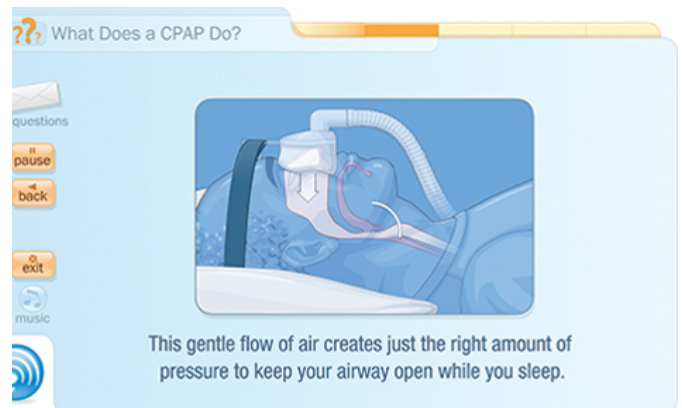 ??? What Does a CPAP Do?
questions
pause
back
exit
music
This gentle flow of air creates just the right amount of
pressure to keep your airway open while you sleep.